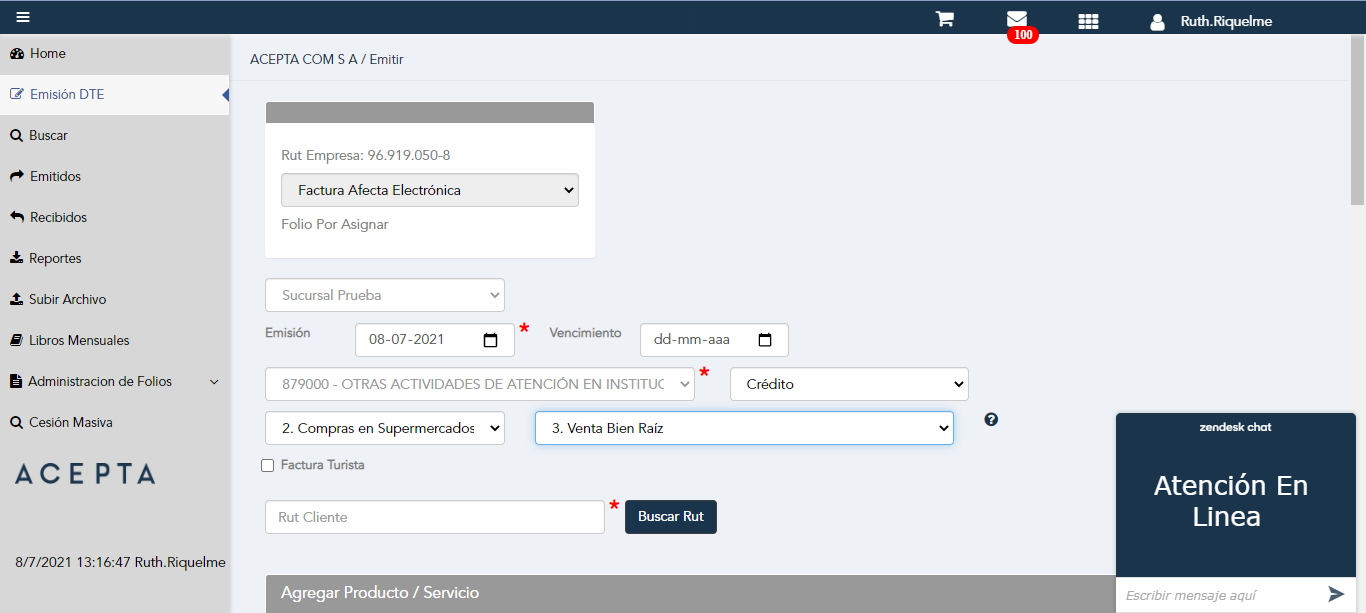 100
Ruth.Riquelme
Home
Emisión DTE
Buscar
Emitidos
Recibidos
Reportes
Subir Archivo
Libros Mensuales
Administracion de Folios
Cesión Masiva
ACEPTA
8/7/2021 13:16:47 Ruth.Riquelme
ACEPTA COM S A / Emitir
Rut Empresa: 96.919.050-8
Factura Afecta Electrónica
Folio Por Asignar
Sucursal Prueba
Emisión 08-07-2021 * Vencimiento dd-mm-aaa
879000 - OTRAS ACTIVIDADES DE ATENCIÓN EN INSTITUC * Crédito
2. Compras en Supermercados 3. Venta Bien Raíz ?
Factura Turista
Rut Cliente * Buscar Rut
Agregar Producto / Servicio
zendesk chat
Atención En
Linea
Escribir mensaje aquí